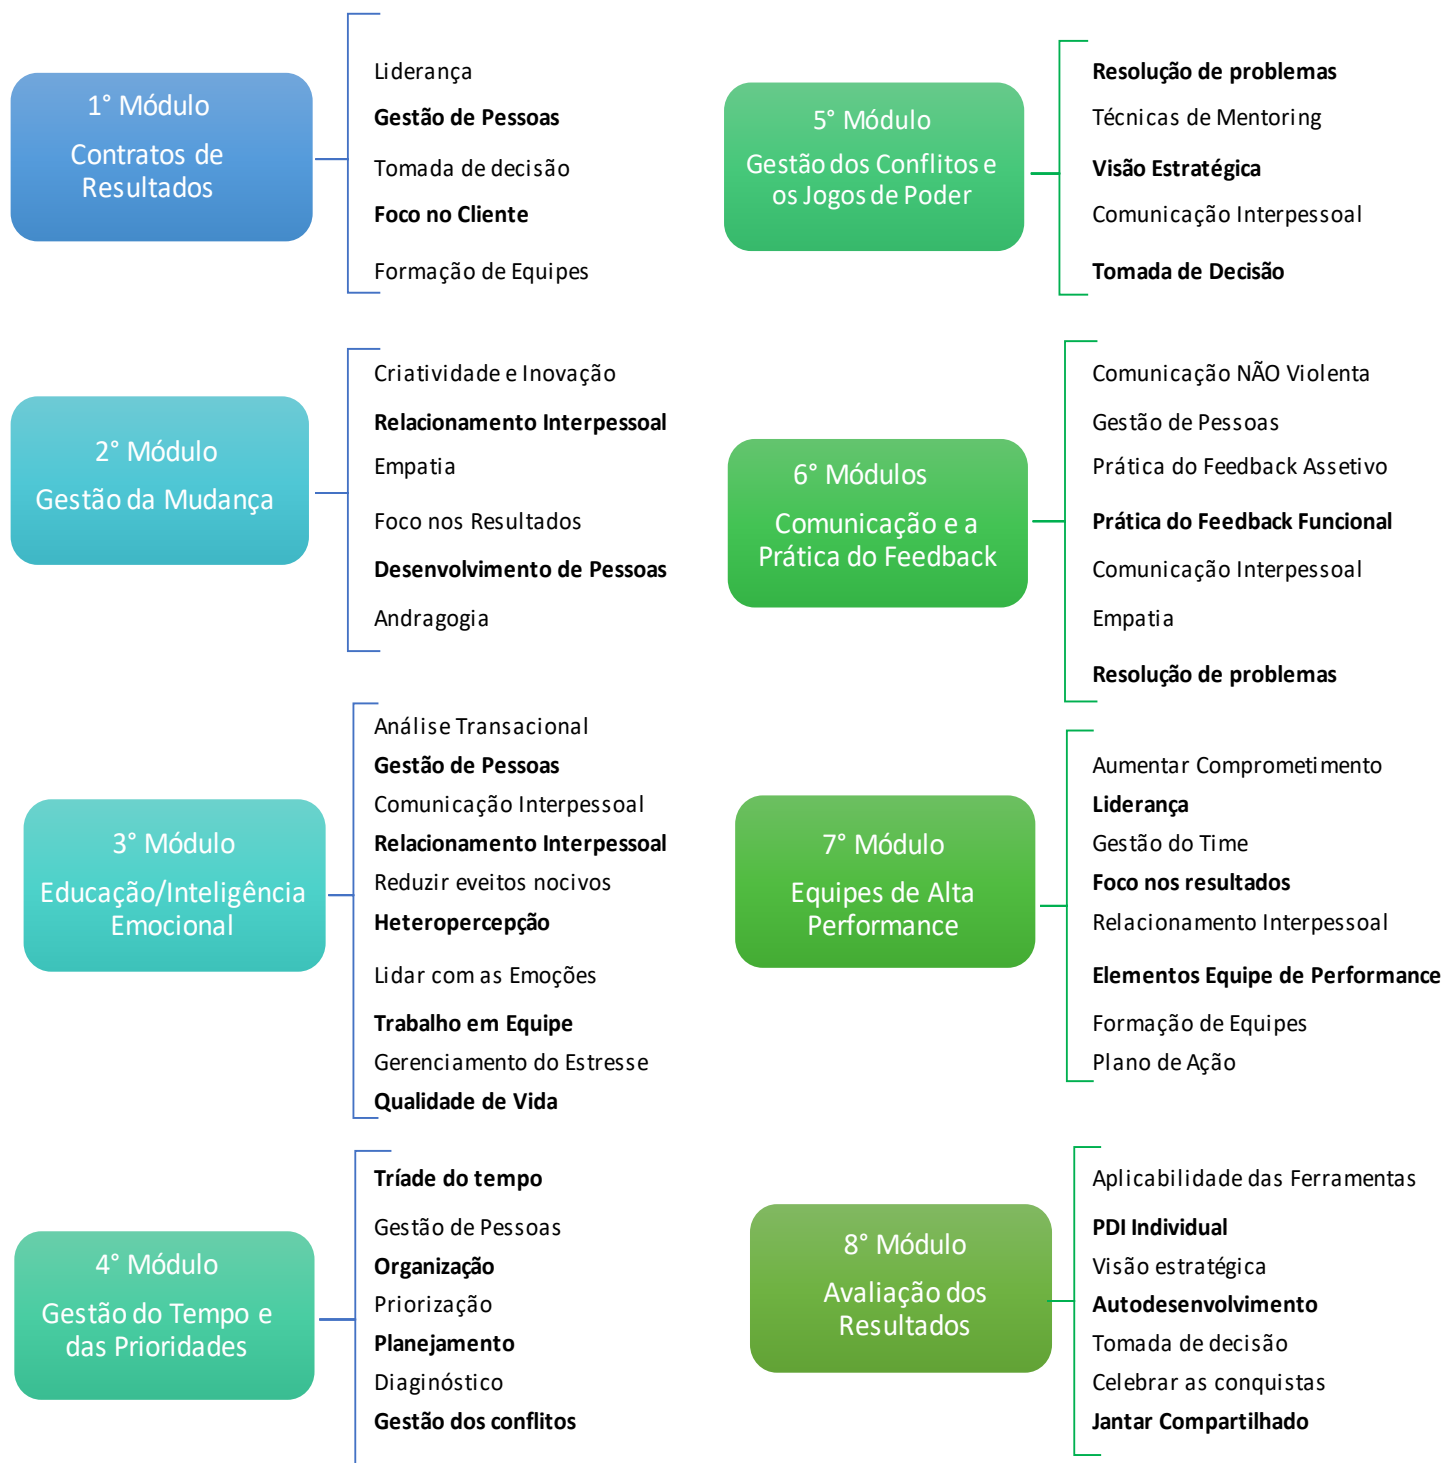 1° Módulo
Contratos de
Resultados
Liderança
Gestão de Pessoas
Tomada de decisão
Foco no Cliente
Formação de Equipes
2° Módulo
Gestão da Mudança
Criatividade e Inovação
Relacionamento Interpessoal
Empatia
Foco nos Resultados
Desenvolvimento de Pessoas
Andragogia
3° Módulo
Educação/Inteligência
Emocional
Análise Transacional
Gestão de Pessoas
Comunicação Interpessoal
Relacionamento Interpessoal
Reduzir eveitos nocivos
Heteropercepção
Lidar com as Emoções
Trabalho em Equipe
Gerenciamento do Estresse
Qualidade de Vida
4° Módulo
Gestão do Tempo e
das Prioridades
Tríade do tempo
Gestão de Pessoas
Organização
Priorização
Planejamento
Diaginóstico
Gestão dos conflitos
5° Módulo
Gestão dos Conflitos e
os Jogos de Poder
Resolução de problemas
Técnicas de Mentoring
Visão Estratégica
Comunicação Interpessoal
Tomada de Decisão
6° Módulos
Comunicação e a
Prática do Feedback
Comunicação NÃO Violenta
Gestão de Pessoas
Prática do Feedback Assetivo
Prática do Feedback Funcional
Comunicação Interpessoal
Empatia
Resolução de problemas
7° Módulo
Equipes de Alta
Performance
Aumentar Comprometimento
Liderança
Gestão do Time
Foco nos resultados
Relacionamento Interpessoal
Elementos Equipe de Performance
Formação de Equipes
Plano de Ação
8° Módulo
Avaliação dos
Resultados
Aplicabilidade das Ferramentas
PDI Individual
Visão estratégica
Autodesenvolvimento
Tomada de decisão
Celebrar as conquistas
Jantar Compartilhado